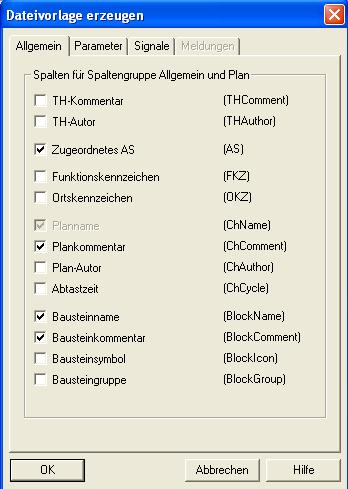 Dateivorlage erzeugen
Allgemein Parameter Signale Meldungen
Spalten für Spaltengruppe Allgemein und Plan
TH-Kommentar (THComment)
TH-Autor (THAuthor)
Zugeordnetes AS (AS)
Funktionskennzeichen (FKZ)
Ortskennzeichen (OKZ)
Planname (ChName)
Plankommentar (ChComment)
Plan-Autor (ChAuthor)
Abtastzeit (ChCycle)
Bausteinname (BlockName)
Bausteinkommentar (BlockComment)
Bausteinsymbol (BlockIcon)
Bausteingruppe (BlockGroup)
OK Abbrechen Hilfe